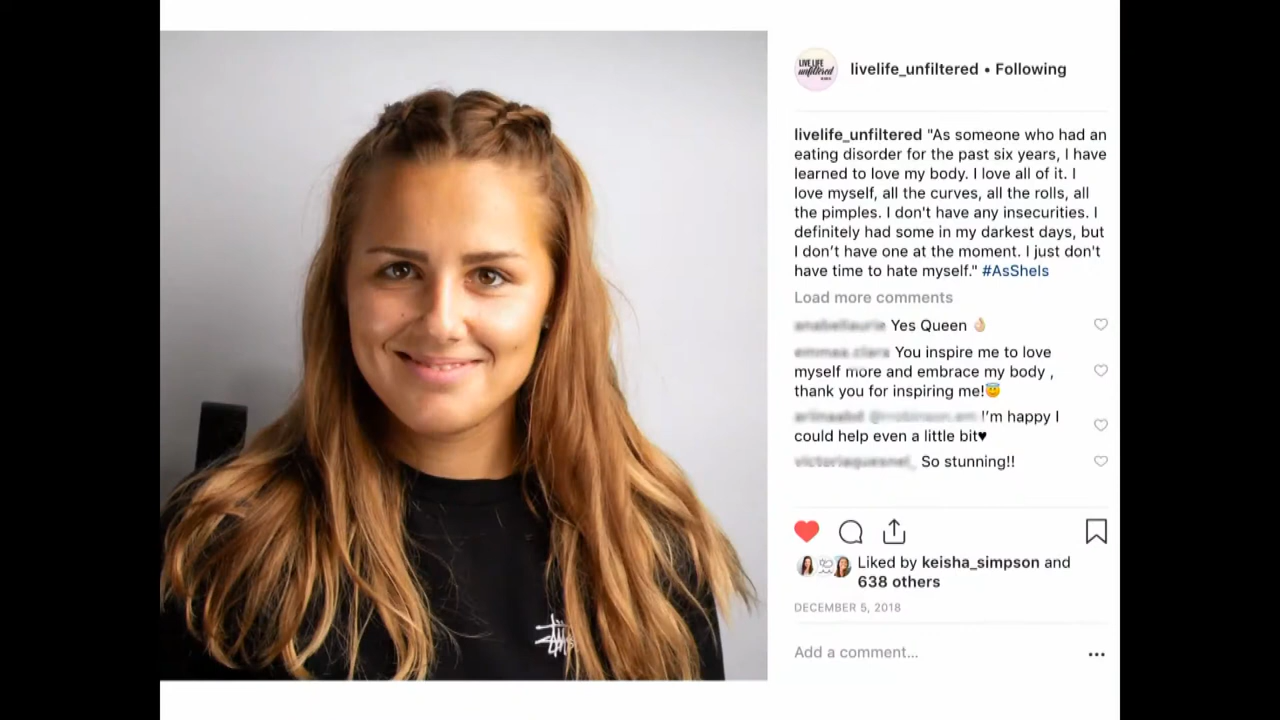 LIVE LIFE
unfiltered
livelife_unfiltered • Following
livelife_unfiltered "As someone who had an
eating disorder for the past six years, I have
learned to love my body. I love all of it. I
love myself, all the curves, all the rolls, all
the pimples. I don't have any insecurities. I
definitely had some in my darkest days, but
I don’t have one at the moment. I just don't
have time to hate myself." #AsSheIs
Load more comments
Yes Queen 👌🏼
You inspire me to love
myself more and embrace my body ,
thank you for inspiring me!😇
I’m happy I
could help even a little bit♥
So stunning!!
Liked by keisha_simpson and
638 others
DECEMBER 5, 2018
Add a comment...